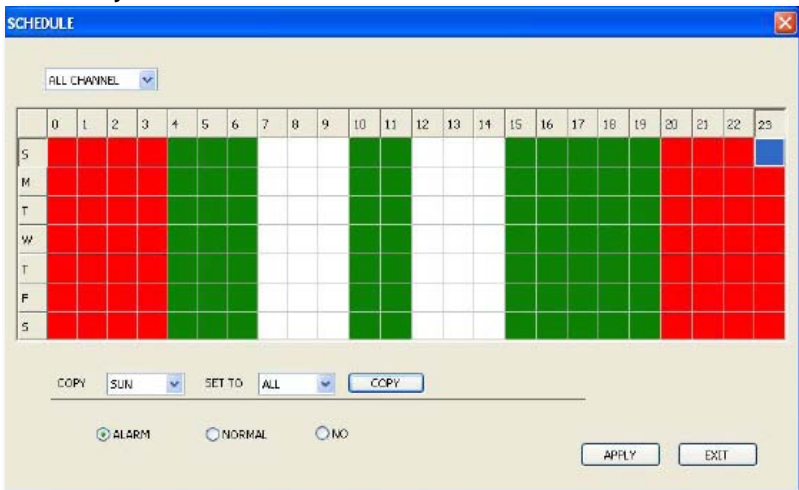 SCHEDULE
ALL CHANNEL
0 1 2 3 4 5 6 7 8 9 10 11 12 13 14 15 16 17 18 19 20 21 22 23
S
M
T
W
T
F
S
COPY SUN SET TO ALL COPY
ALARM NORMAL NO
APPLY EXIT